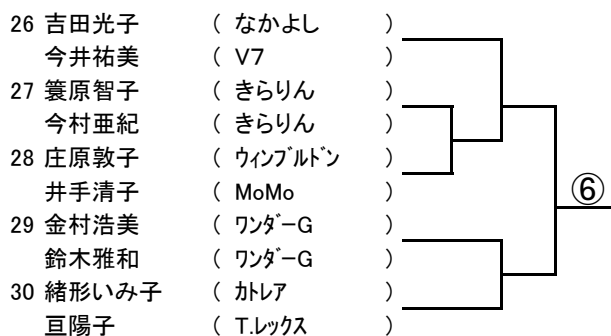 26 吉田光子 ( なかよし )
今井祐美 ( V7 )
27 簑原智子 ( きらりん )
今村亜紀 ( きらりん )
28 庄原敦子 ( ウィンブルドン )
井手清子 ( MoMo )
⑥
29 金村浩美 ( ワンダーG )
鈴木雅和 ( ワンダーG )
30 緒形いみ子 ( カトレア )
亘陽子 ( T.レックス )